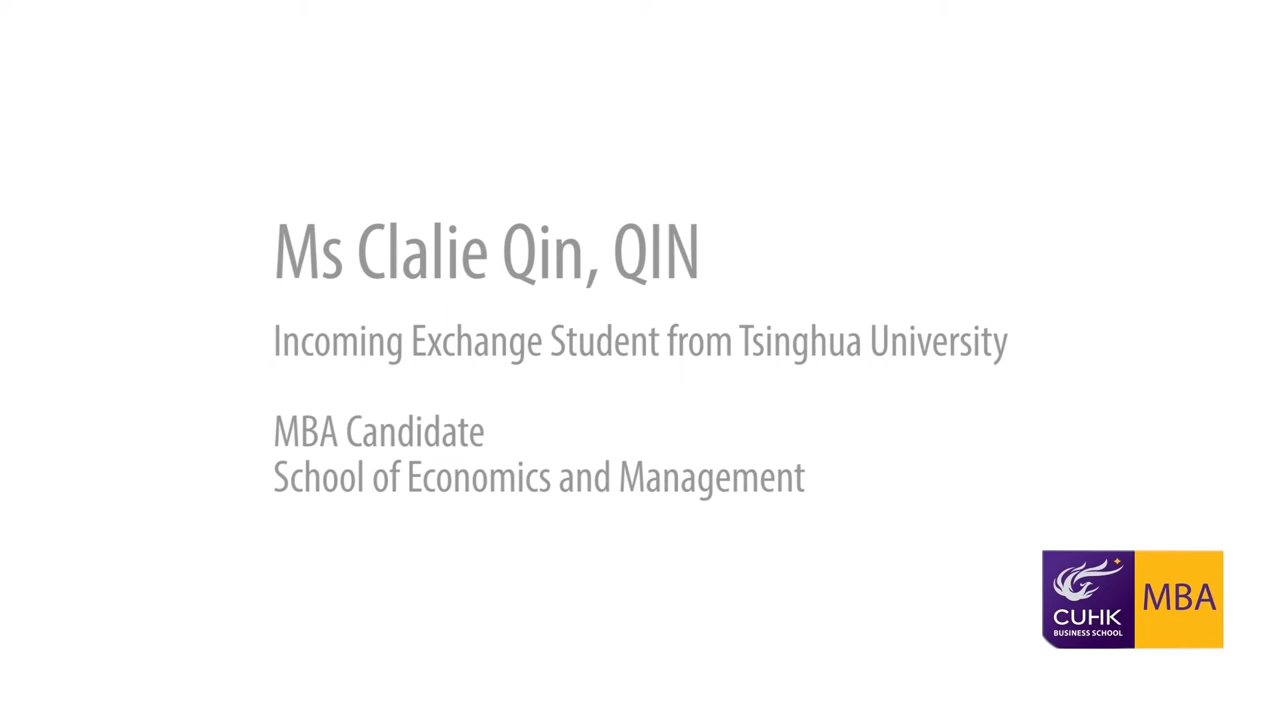 Ms Clalie Qin, QIN
Incoming Exchange Student from Tsinghua University
MBA Candidate
School of Economics and Management
CUHK
BUSINESS SCHOOL
MBA